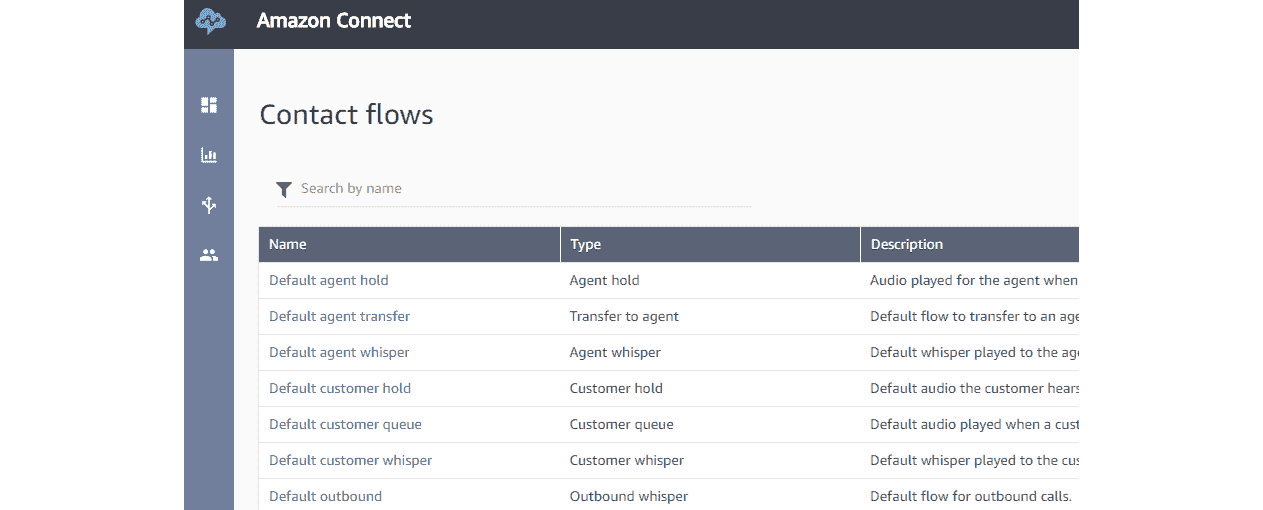 Amazon Connect
Contact flows
Search by name
Name Type Description
Default agent hold Agent hold Audio played for the agent when
Default agent transfer Transfer to agent Default flow to transfer to an
Default agent whisper Agent whisper Default whisper played to the
Default customer hold Customer hold Default audio the customer hears
Default customer queue Customer queue Default audio played when a
Default customer whisper Customer whisper Default whisper played to the
Default outbound Outbound whisper Default flow for outbound calls.